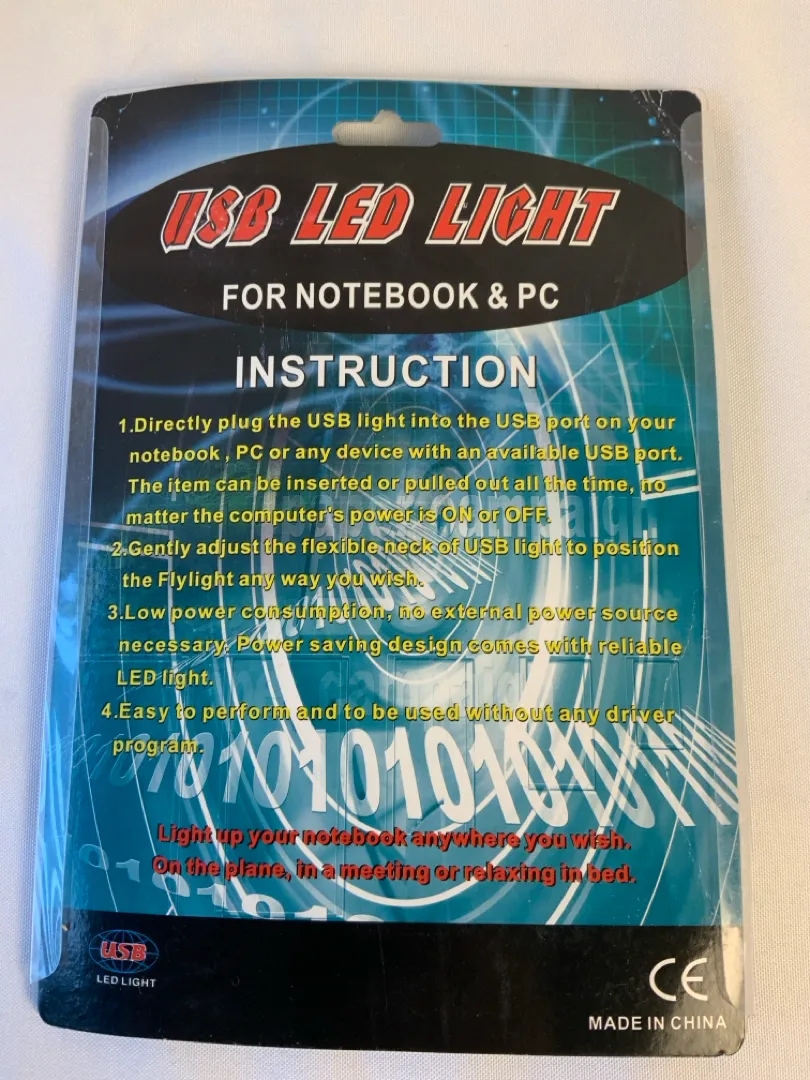 USB LED LIGHT
FOR NOTEBOOK & PC
INSTRUCTION
1.Directly plug the USB light into the USB port on your
notebook , PC or any device with an available USB port.
The item can be inserted or pulled out all the time, no
matter the computer's power is ON or OFF.
2.Gently adjust the flexible neck of USB light to position
the Flylight any way you wish.
3.Low power consumption, no external power source
necessary. Power saving design comes with reliable
LED light.
4.Easy to perform and to be used without any driver
program.
Light up your notebook anywhere you wish.
On the plane, in a meeting or relaxing in bed.
USB
LED LIGHT
CE
MADE IN CHINA